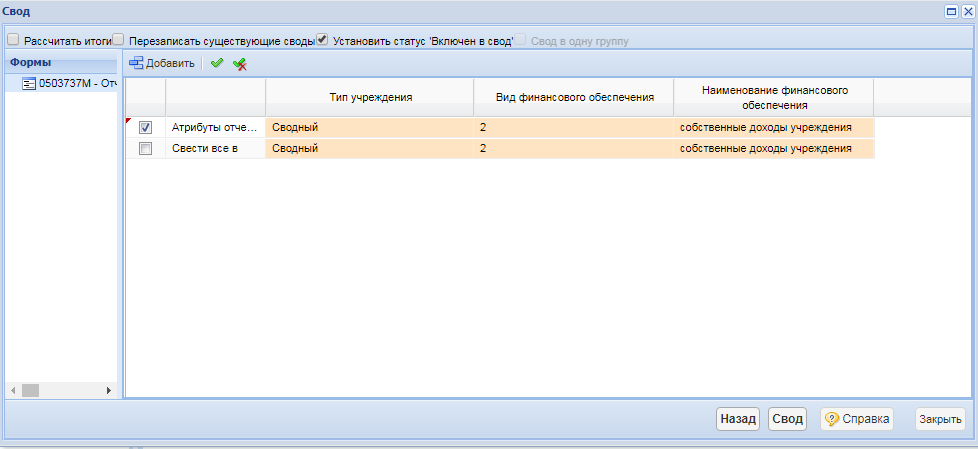 Свод
Рассчитать итоги Перезаписать существующие своды Установить статус 'Включен в свод' Свод в одну группу
Формы
Добавить
0503737М - Отч
Тип учреждения Вид финансового обеспечения Наименование финансового
обеспечения
Атрибуты отче... Сводный 2 собственные доходы учреждения
Свести все в Сводный 2 собственные доходы учреждения
Назад Свод Справка Закрыть